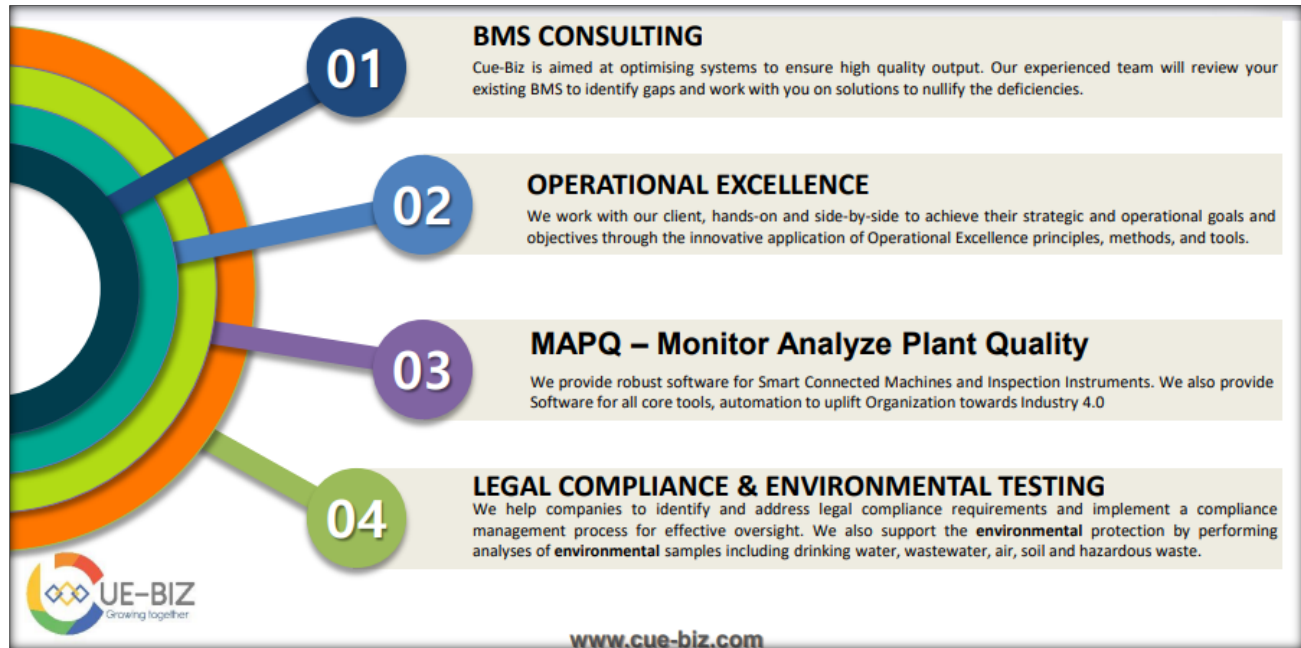 01
BMS CONSULTING
Cue-Biz is aimed at optimising systems to ensure high quality output. Our experienced team will review your
existing BMS to identify gaps and work with you on solutions to nullify the deficiencies.
02
OPERATIONAL EXCELLENCE
We work with our client, hands-on and side-by-side to achieve their strategic and operational goals and
objectives through the innovative application of Operational Excellence principles, methods, and tools.
03
MAPQ – Monitor Analyze Plant Quality
We provide robust software for Smart Connected Machines and Inspection Instruments. We also provide
Software for all core tools, automation to uplift Organization towards Industry 4.0
04
LEGAL COMPLIANCE & ENVIRONMENTAL TESTING
We help companies to identify and address legal compliance requirements and implement a compliance
management process for effective oversight. We also support the environmental protection by performing
analyses of environmental samples including drinking water, wastewater, air, soil and hazardous waste.
CUE-BIZ
Growing together
www.cue-biz.com